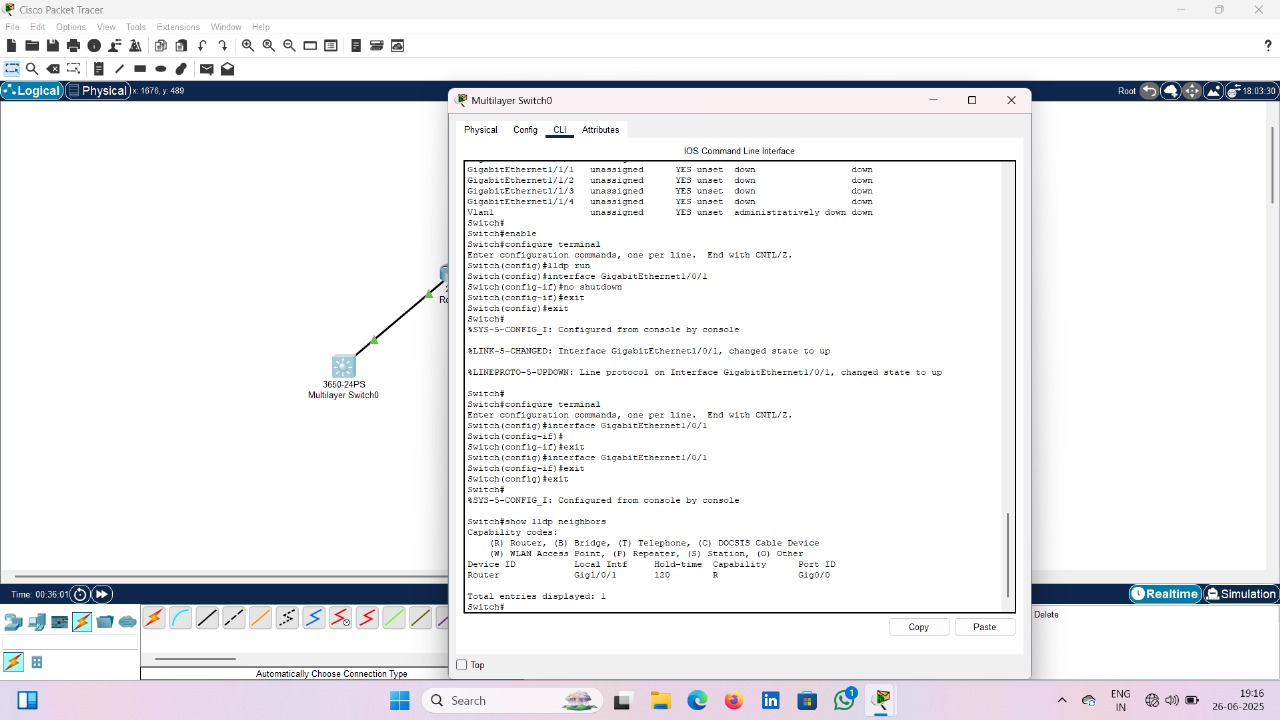 Cisco Packet Tracer
File Edit Options View Tools Extensions Window Help
Logical Physical x: 1676, y: 489
Root 18:03:30
3650-24PS
Multilayer Switch0
Multilayer Switch0
Physical Config CLI Attributes
IOS Command Line Interface
GigabitEthernet1/1/1 unassigned YES unset down down
GigabitEthernet1/1/2 unassigned YES unset down down
GigabitEthernet1/1/3 unassigned YES unset down down
GigabitEthernet1/1/4 unassigned YES unset down down
Vlan1 unassigned YES unset administratively down down
Switch#
Switch#enable
Switch#configure terminal
Enter configuration commands, one per line. End with CNTL/Z.
Switch(config)#lldp run
Switch(config)#interface GigabitEthernet1/0/1
Switch(config-if)#no shutdown
Switch(config-if)#exit
Switch(config)#exit
Switch#
%SYS-5-CONFIG_I: Configured from console by console
%LINK-5-CHANGED: Interface GigabitEthernet1/0/1, changed state to up
%LINEPROTO-5-UPDOWN: Line protocol on Interface GigabitEthernet1/0/1, changed state to up
Switch#
Switch#configure terminal
Enter configuration commands, one per line. End with CNTL/Z.
Switch(config)#interface GigabitEthernet1/0/1
Switch(config-if)#
Switch(config-if)#exit
Switch(config)#interface GigabitEthernet1/0/1
Switch(config-if)#exit
Switch(config)#exit
Switch#
%SYS-5-CONFIG_I: Configured from console by console
Switch#show lldp neighbors
Capability codes:
(R) Router, (B) Bridge, (T) Telephone, (C) DOCSIS Cable Device
(W) WLAN Access Point, (P) Repeater, (S) Station, (O) Other
Device ID Local Intf Hold-time Capability Port ID
Router Gig1/0/1 120 R Gig0/0
Total entries displayed: 1
Switch#
Copy Paste
Top
Time: 00:36:01
Realtime Simulation
Delete
Automatically Choose Connection Type
Search
1
ENG
IN
19:16
26-06-2025